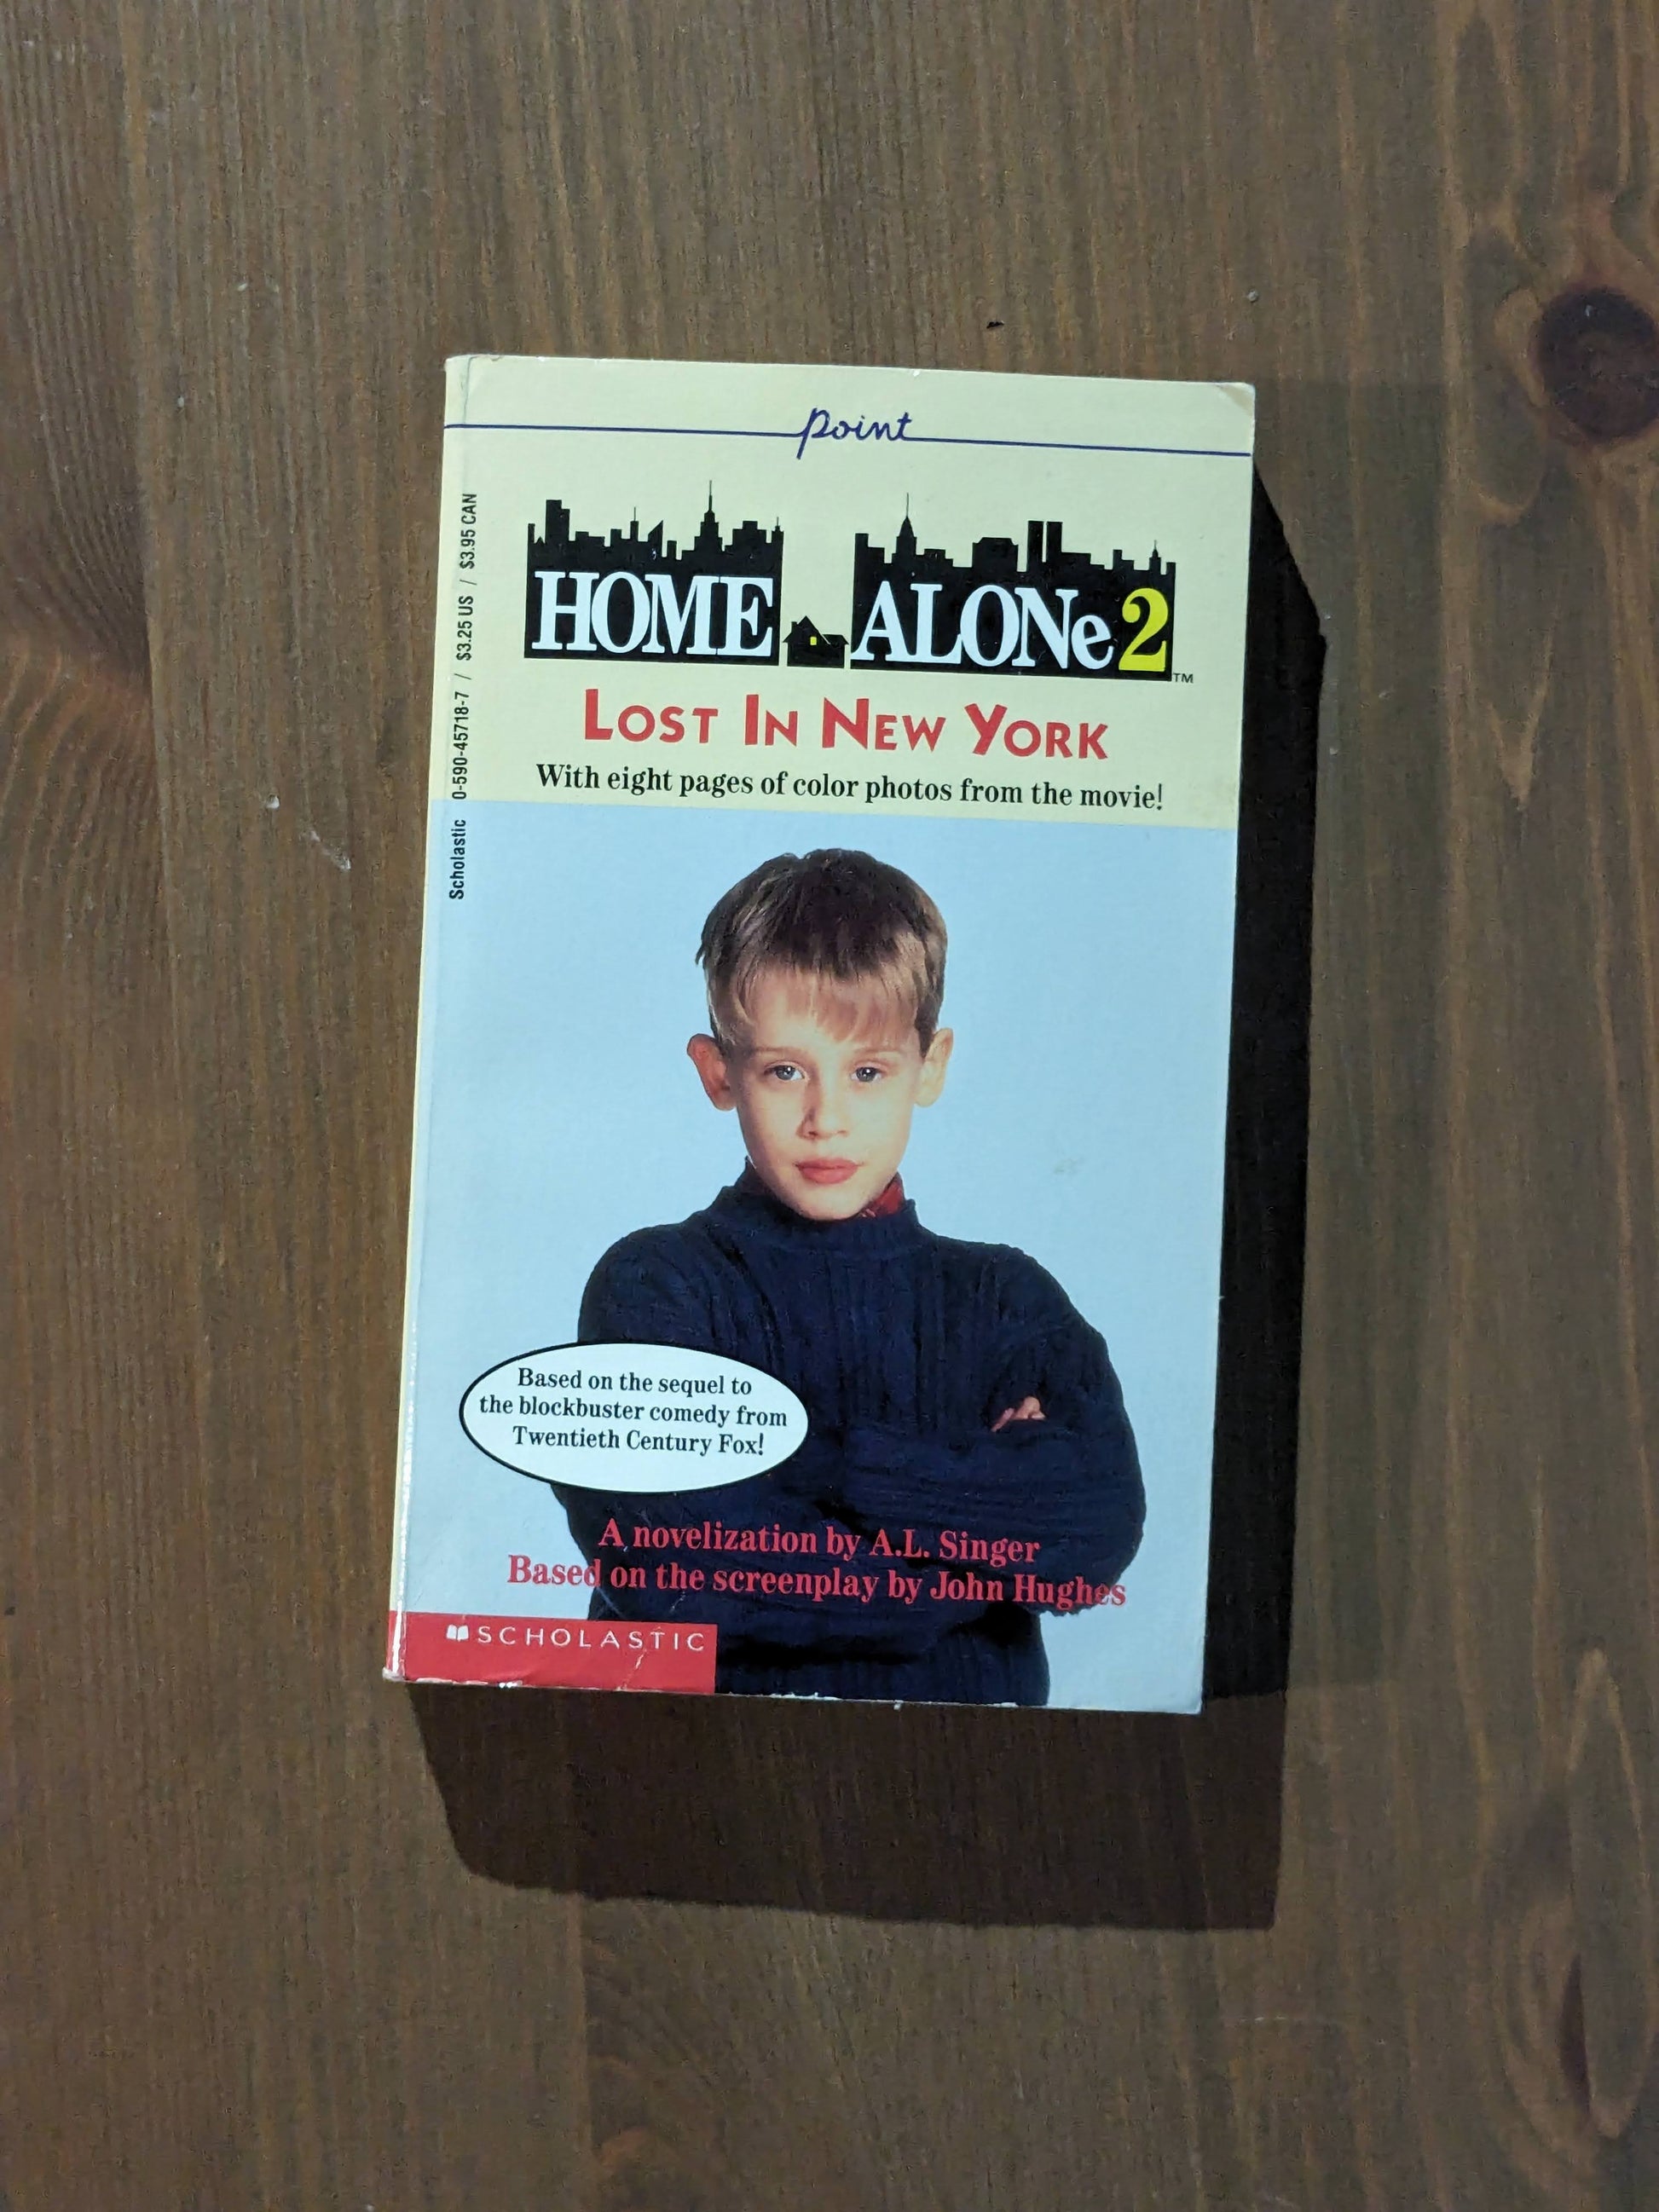 point
HOME ALONe 2 TM
LOST IN NEW YORK
With eight pages of color photos from the movie!
Scholastic 0-590-45718-7 / $3.25 US / $3.95 CAN
Based on the sequel to
the blockbuster comedy from
Twentieth Century Fox!
A novelization by A.L. Singer
Based on the screenplay by John Hughes
SCHOLASTIC